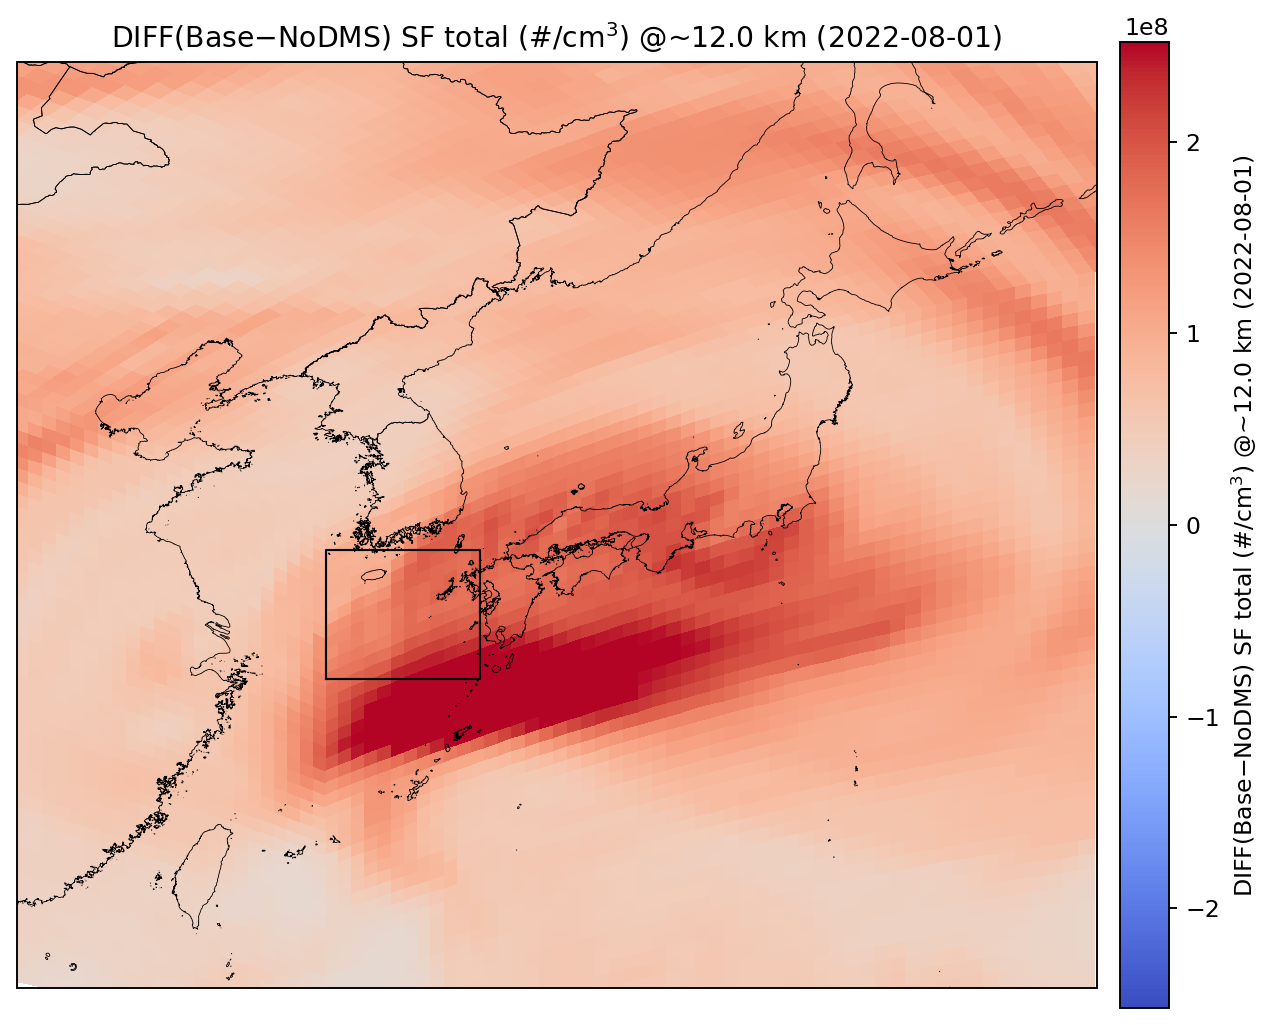 DIFF(Base−NoDMS) SF total (#/cm³) @~12.0 km (2022-08-01)
1e8
2
1
0
−1
−2
DIFF(Base−NoDMS) SF total (#/cm³) @~12.0 km (2022-08-01)